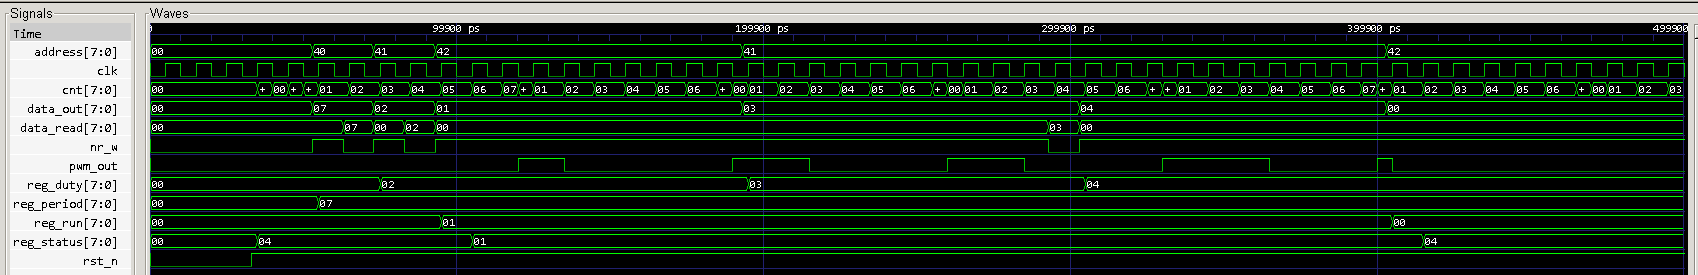 Signals
Waves
Time
99900 ps 199900 ps 299900 ps 399900 ps 499900
address[7:0] 00 40 41 42 41 42
clk
cnt[7:0] 00 + 00 + + 01 02 03 04 05 06 07 + 01 02 03 04 05 06 + 00 01 02 03 04 05 06 + 00 01 02 03 04 05 06 + + 01 02 03 04 05 06 07 + 01 02 03 04 05 06 + 00 01 02 03
data_out[7:0] 00 07 02 01 03 04 00
data_read[7:0] 00 07 00 02 00 03 00
nr_w
pwm_out
reg_duty[7:0] 00 02 03 04
reg_period[7:0] 00 07
reg_run[7:0] 00 01 00
reg_status[7:0] 00 04 01 04
rst_n